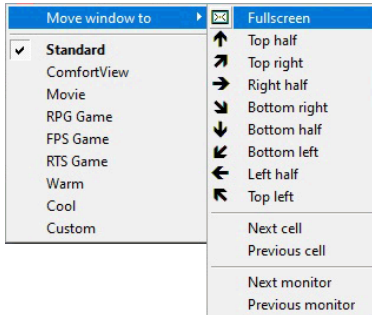 Move window to
Standard
ComfortView
Movie
RPG Game
FPS Game
RTS Game
Warm
Cool
Custom
Fullscreen
Top half
Top right
Right half
Bottom right
Bottom half
Bottom left
Left half
Top left
Next cell
Previous cell
Next monitor
Previous monitor